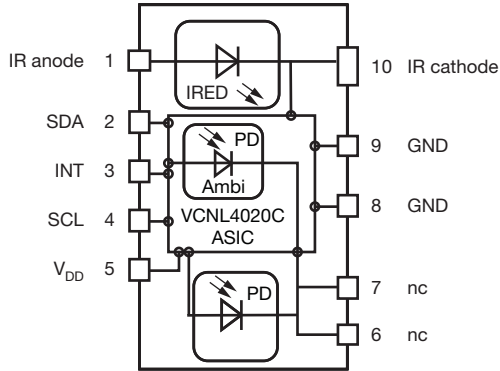 IR anode 1
10 IR cathode
IRED
SDA 2
PD
9 GND
INT 3
Ambi
SCL 4
VCNL4020C
8 GND
ASIC
VDD 5
PD
7 nc
6 nc